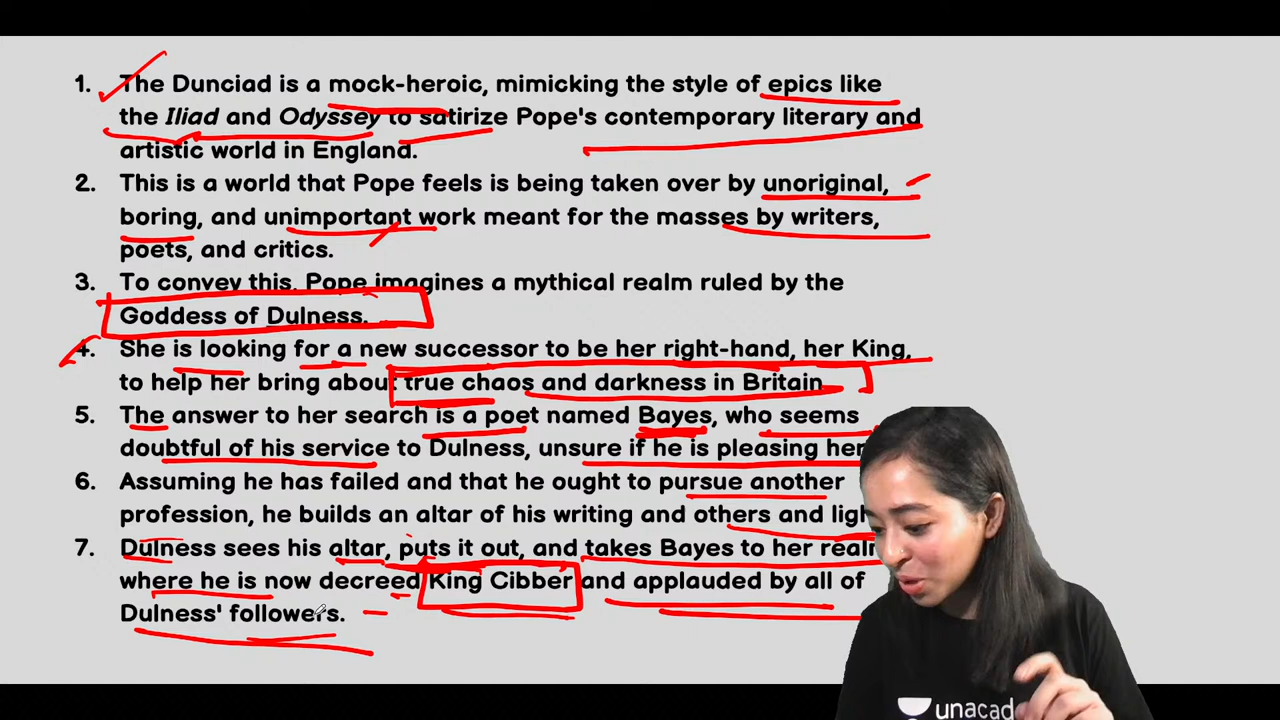 1. The Dunciad is a mock-heroic, mimicking the style of epics like
the Iliad and Odyssey to satirize Pope's contemporary literary and
artistic world in England.
2. This is a world that Pope feels is being taken over by unoriginal,
boring, and unimportant work meant for the masses by writers,
poets, and critics.
3. To convey this, Pope imagines a mythical realm ruled by the
Goddess of Dulness.
4. She is looking for a new successor to be her right-hand, her King,
to help her bring about true chaos and darkness in Britain
5. The answer to her search is a poet named Bayes, who seems
doubtful of his service to Dulness, unsure if he is pleasing her
6. Assuming he has failed and that he ought to pursue another
profession, he builds an altar of his writing and others and
7. Dulness sees his altar, puts it out, and takes Bayes to her
where he is now decreed King Cibber and applauded by all of
Dulness' followers.
unacad